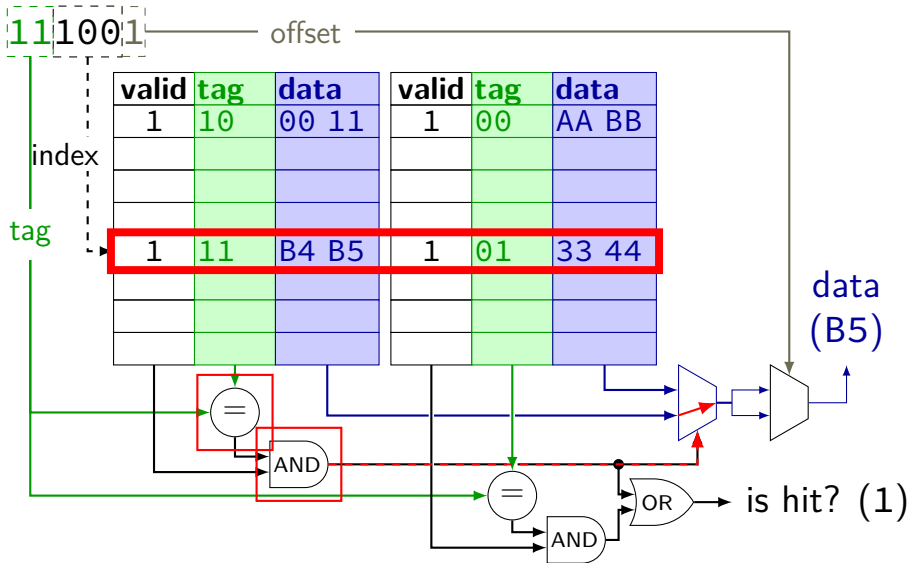 111001
offset
valid tag data valid tag data
1 10 00 11 1 00 AA BB
index
tag
1 11 B4 B5 1 01 33 44
data
(B5)
=
AND
=
OR
is hit? (1)
AND